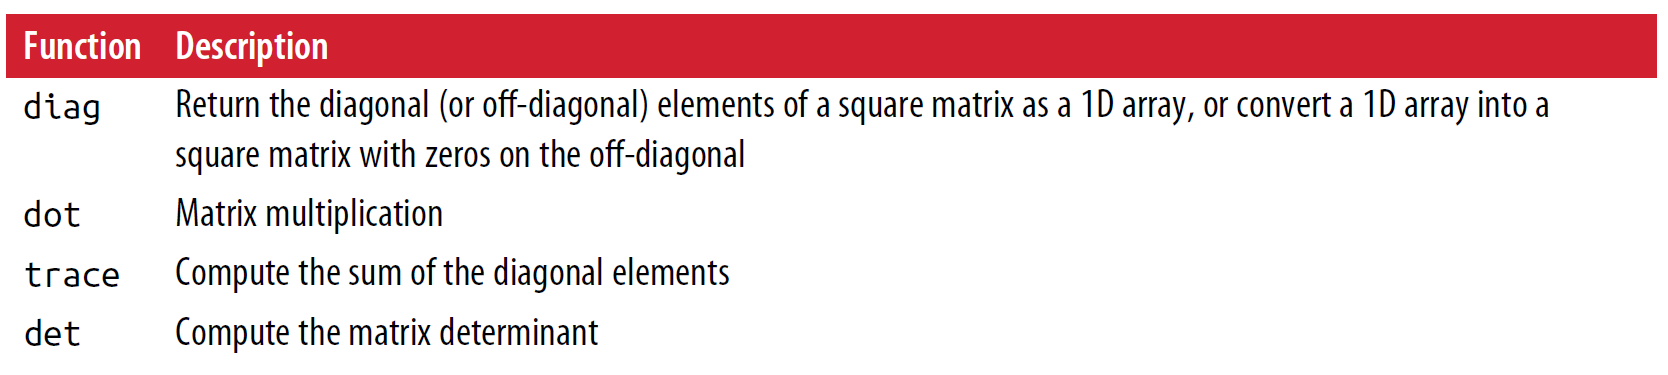 Function Description
diag Return the diagonal (or off-diagonal) elements of a square matrix as a 1D array, or convert a 1D array into a
square matrix with zeros on the off-diagonal
dot Matrix multiplication
trace Compute the sum of the diagonal elements
det Compute the matrix determinant